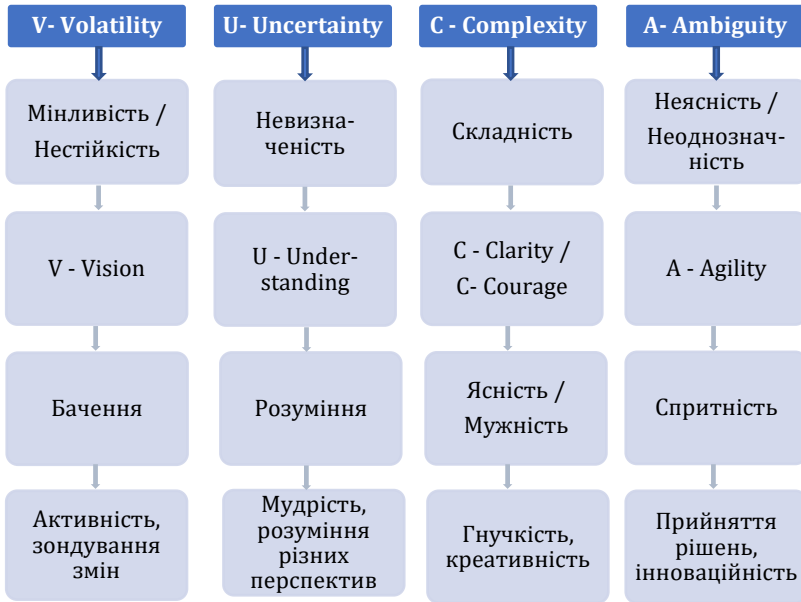 V- Volatility
Мінливість /
Нестійкість
V - Vision
Бачення
Активність,
зондування
змін
U- Uncertainty
Невизна-
ченість
U - Under-
standing
Розуміння
Мудрість,
розуміння
різних
перспектив
C - Complexity
Складність
C - Clarity /
C- Courage
Ясність /
Мужність
Гнучкість,
креативність
A- Ambiguity
Неясність /
Неоднознач-
ність
A - Agility
Спритність
Прийняття
рішень,
інноваційність